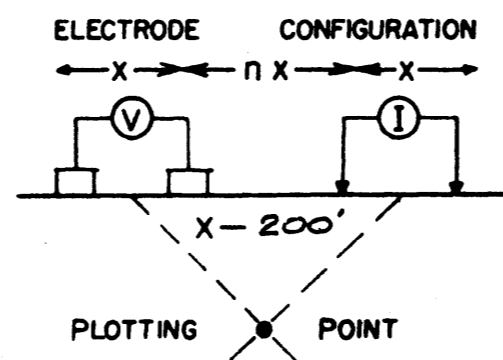 ELECTRODE CONFIGURATION
X n X X
V I
X - 200'
PLOTTING POINT